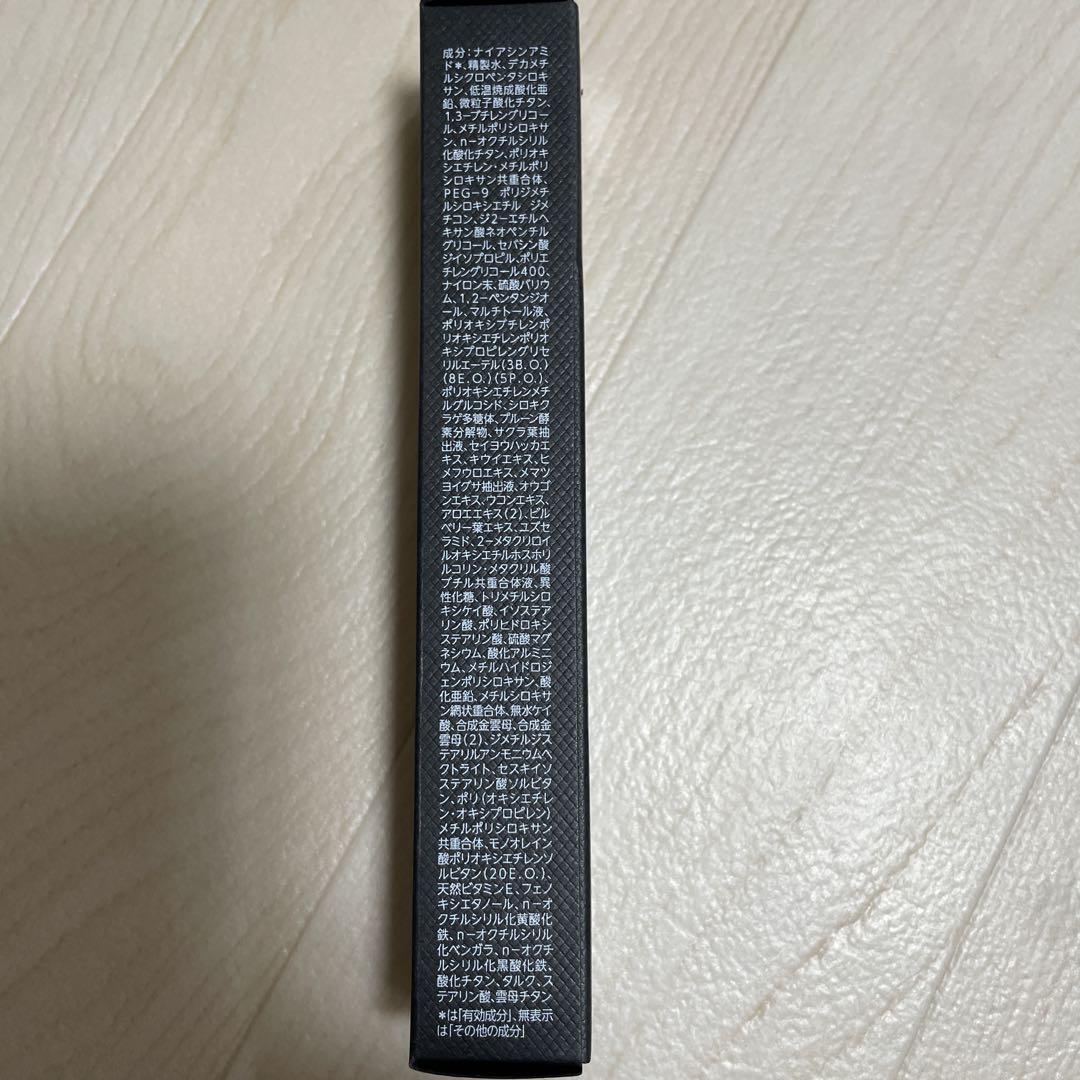 成分:ナイアシンアミ
ド*、精製水、デカメチ
ルシクロペンタシロキ
サン、低温焼成酸化亜
鉛、微粒子酸化チタン、
1,3-ブチレングリコー
ル、メチルポリシロキサ
ン、n-オクチルシリル
化酸化チタン、ポリオキ
シエチレン・メチルポリ
シロキサン共重合体、
PEG-9 ポリジメチ
ルシロキシエチル ジメ
チコン、ジ2-エチルヘ
キサン酸ネオペンチル
グリコール、セバシン酸
ジイソプロピル、ポリエ
チレングリコール400、
ナイロン末、硫酸バリウ
ム、1,2-ペンタンジオ
ール、マルチトール液、
ポリオキシブチレンポ
リオキシエチレンポリオ
キシプロピレングリセ
リルエーテル(3B.O.)
(8E.O.)(5P.O.)、
ポリオキシエチレンメチ
ルグルコシド、シロキク
ラゲ多糖体、プルーン酵
素分解物、サクラ葉抽
出液、セイヨウハッカエ
キス、キウイエキス、ヒ
メフウロエキス、メマツ
ヨイグサ抽出液、オウゴ
ンエキス、ウコンエキス、
アロエエキス(2)、ビル
ベリー葉エキス、ユズセ
ラミド、2-メタクリロイ
ルオキシエチルホスホリ
ルコリン・メタクリル酸
ブチル共重合体液、異
性化糖、トリメチルシロ
キシケイ酸、イソステア
リン酸、ポリヒドロキシ
ステアリン酸、硫酸マグ
ネシウム、酸化アルミニ
ウム、メチルハイドロジ
ェンポリシロキサン、酸
化亜鉛、メチルシロキサ
ン網状重合体、無水ケイ
酸、合成金雲母、合成金
雲母(2)、ジメチルジス
テアリルアンモニウムヘ
クトライト、セスキイソ
ステアリン酸ソルビタ
ン、ポリ(オキシエチレ
ン・オキシプロピレン)
メチルポリシロキサン
共重合体、モノオレイン
酸ポリオキシエチレンソ
ルビタン(20E.O.)、
天然ビタミンE、フェノ
キシエタノール、n-オ
クチルシリル化黄酸化
鉄、n-オクチルシリル
化ベンガラ、n-オクチ
ルシリル化黒酸化鉄、
酸化チタン、タルク、ス
テアリン酸、雲母チタン
*は「有効成分」、無表示
は「その他の成分」